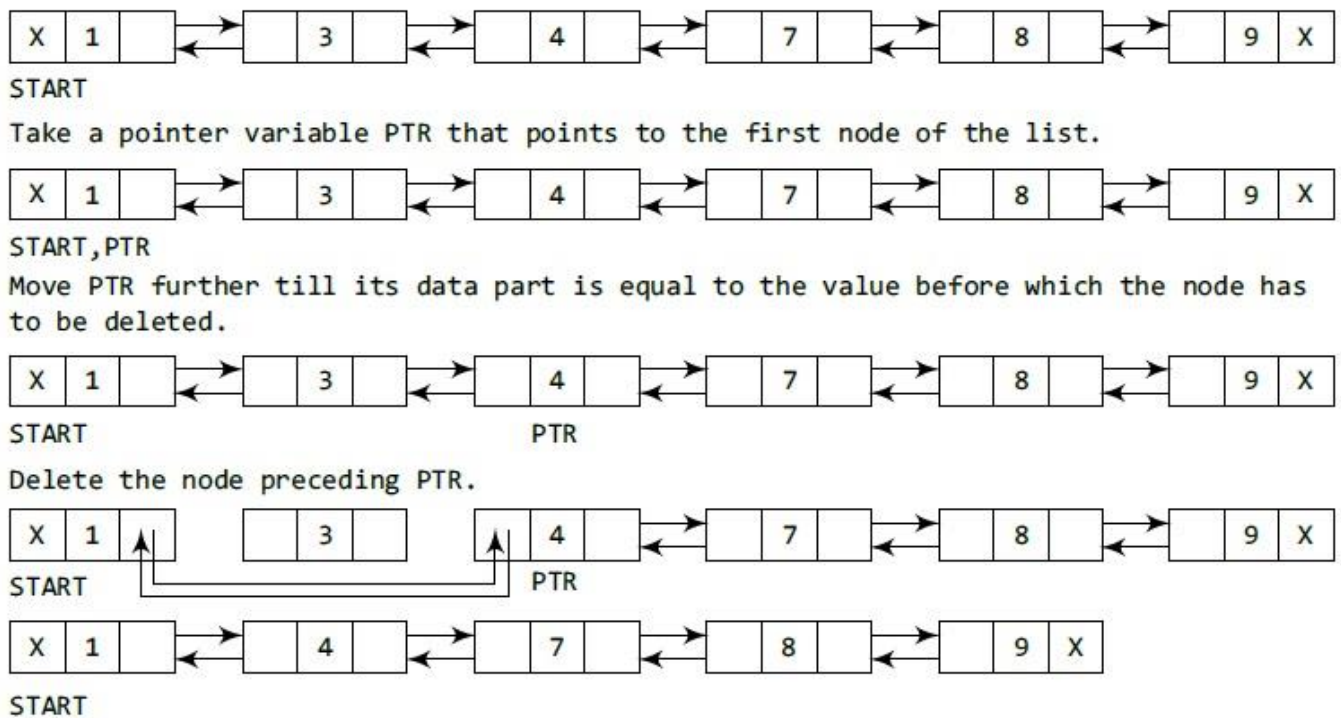 X 1 3 4 7 8 9 X
START
Take a pointer variable PTR that points to the first node of the list.
X 1 3 4 7 8 9 X
START,PTR
Move PTR further till its data part is equal to the value before which the node has
to be deleted.
X 1 3 4 7 8 9 X
START PTR
Delete the node preceding PTR.
X 1 3 4 7 8 9 X
START PTR
X 1 4 7 8 9 X
START